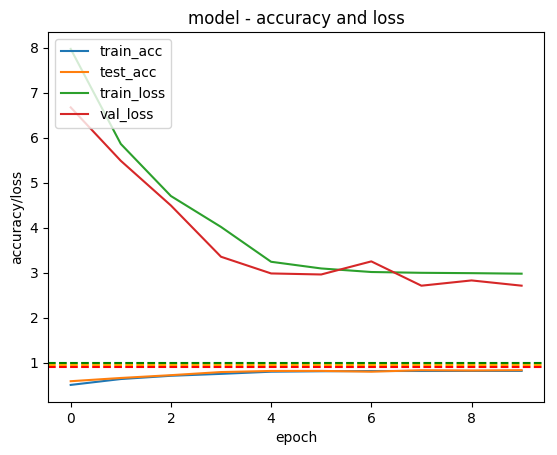 model - accuracy and loss
train_acc
test_acc
train_loss
val_loss
8
7
6
5
4
3
2
1
accuracy/loss
0 2 4 6 8
epoch